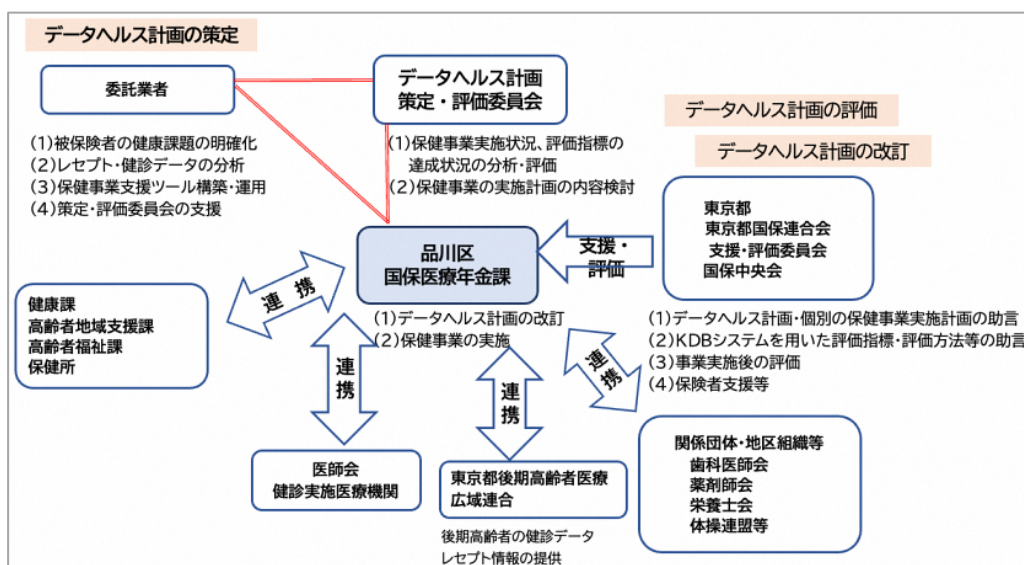 データヘルス計画の策定
委託業者
(1)被保険者の健康課題の明確化
(2)レセプト・健診データの分析
(3)保健事業支援ツール構築・運用
(4)策定・評価委員会の支援
データヘルス計画
策定・評価委員会
(1)保健事業実施状況、評価指標の
達成状況の分析・評価
(2)保健事業の実施計画の内容検討
データヘルス計画の評価
データヘルス計画の改訂
東京都
東京都国保連合会
支援・評価委員会
国保中央会
支援・
評価
品川区
国保医療年金課
(1)データヘルス計画の改訂
(2)保健事業の実施
(1)データヘルス計画・個別の保健事業実施計画の助言
(2)KDBシステムを用いた評価指標・評価方法等の助言
(3)事業実施後の評価
(4)保険者支援等
連携
健康課
高齢者地域支援課
高齢者福祉課
保健所
連携
医師会
健診実施医療機関
連携
東京都後期高齢者医療
広域連合
後期高齢者の健診データ
レセプト情報の提供
連携
関係団体・地区組織等
歯科医師会
薬剤師会
栄養士会
体操連盟等